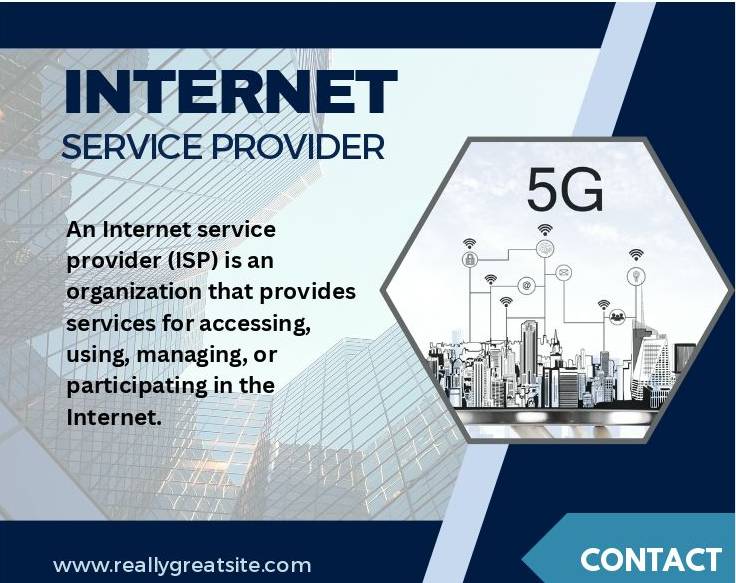 INTERNET
SERVICE PROVIDER
An Internet service
provider (ISP) is an
organization that provides
services for accessing,
using, managing, or
participating in the
Internet.
5G
@
www.reallygreatsite.com
CONTACT